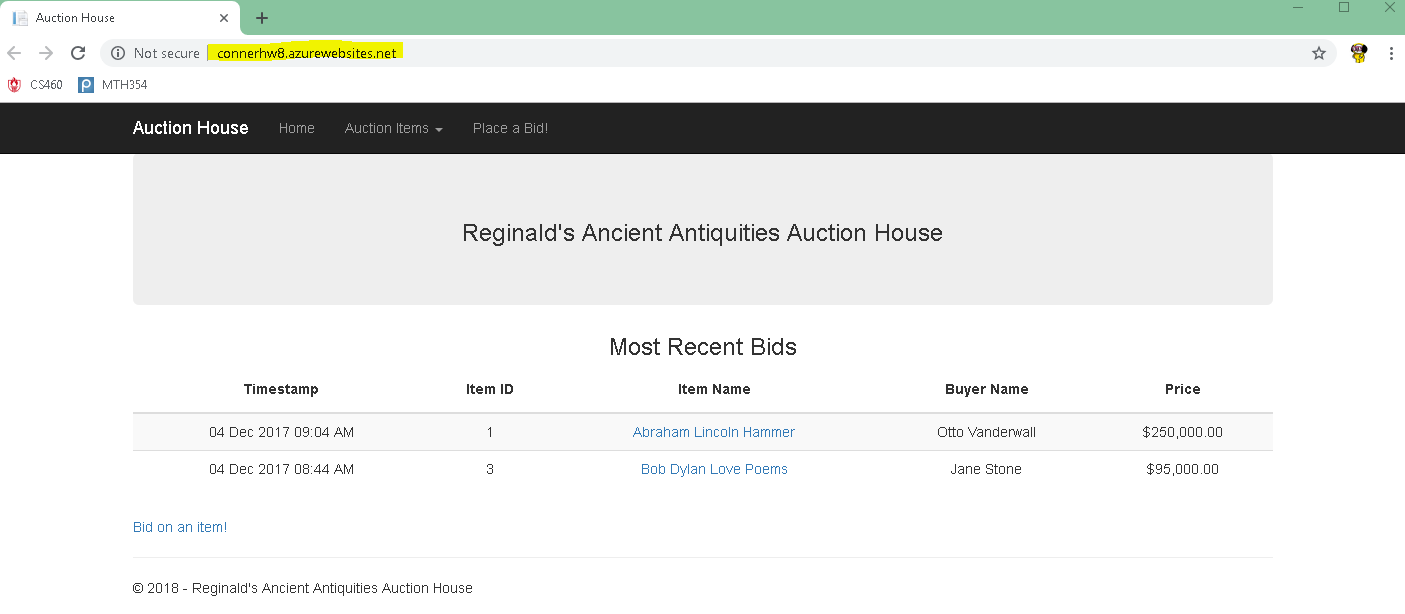 Auction House
Not secure connerhw8.azurewebsites.net
CS460 MTH354
Auction House Home Auction Items Place a Bid!
Reginald's Ancient Antiquities Auction House
Most Recent Bids
Timestamp Item ID Item Name Buyer Name Price
04 Dec 2017 09:04 AM 1 Abraham Lincoln Hammer Otto Vanderwall $250,000.00
04 Dec 2017 08:44 AM 3 Bob Dylan Love Poems Jane Stone $95,000.00
Bid on an item!
© 2018 - Reginald's Ancient Antiquities Auction House